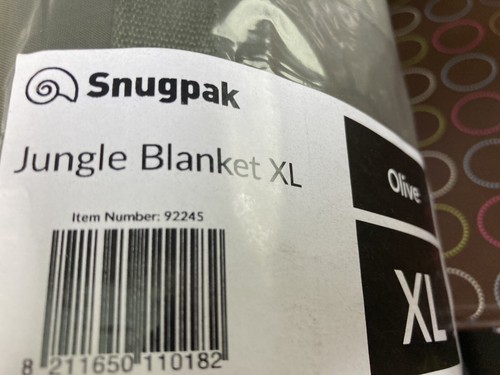 Snugpak
Jungle Blanket XL
Olive
Item Number: 92245
XL
8 211650 110182